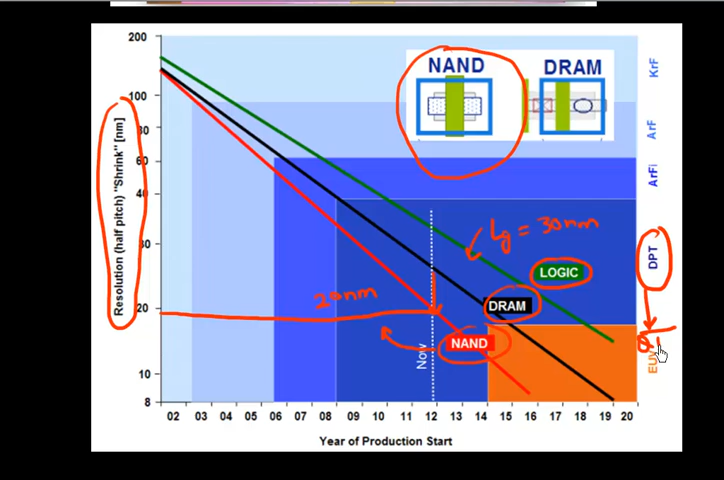 200
100
80
60
40
30
20
10
8
Resolution (half pitch) "Shrink" [nm]
NAND
DRAM
KrF
ArF
ArFi
DPT
EUV
Lg = 30nm
20nm
LOGIC
DRAM
NAND
Now
02 03 04 05 06 07 08 09 10 11 12 13 14 15 16 17 18 19 20
Year of Production Start